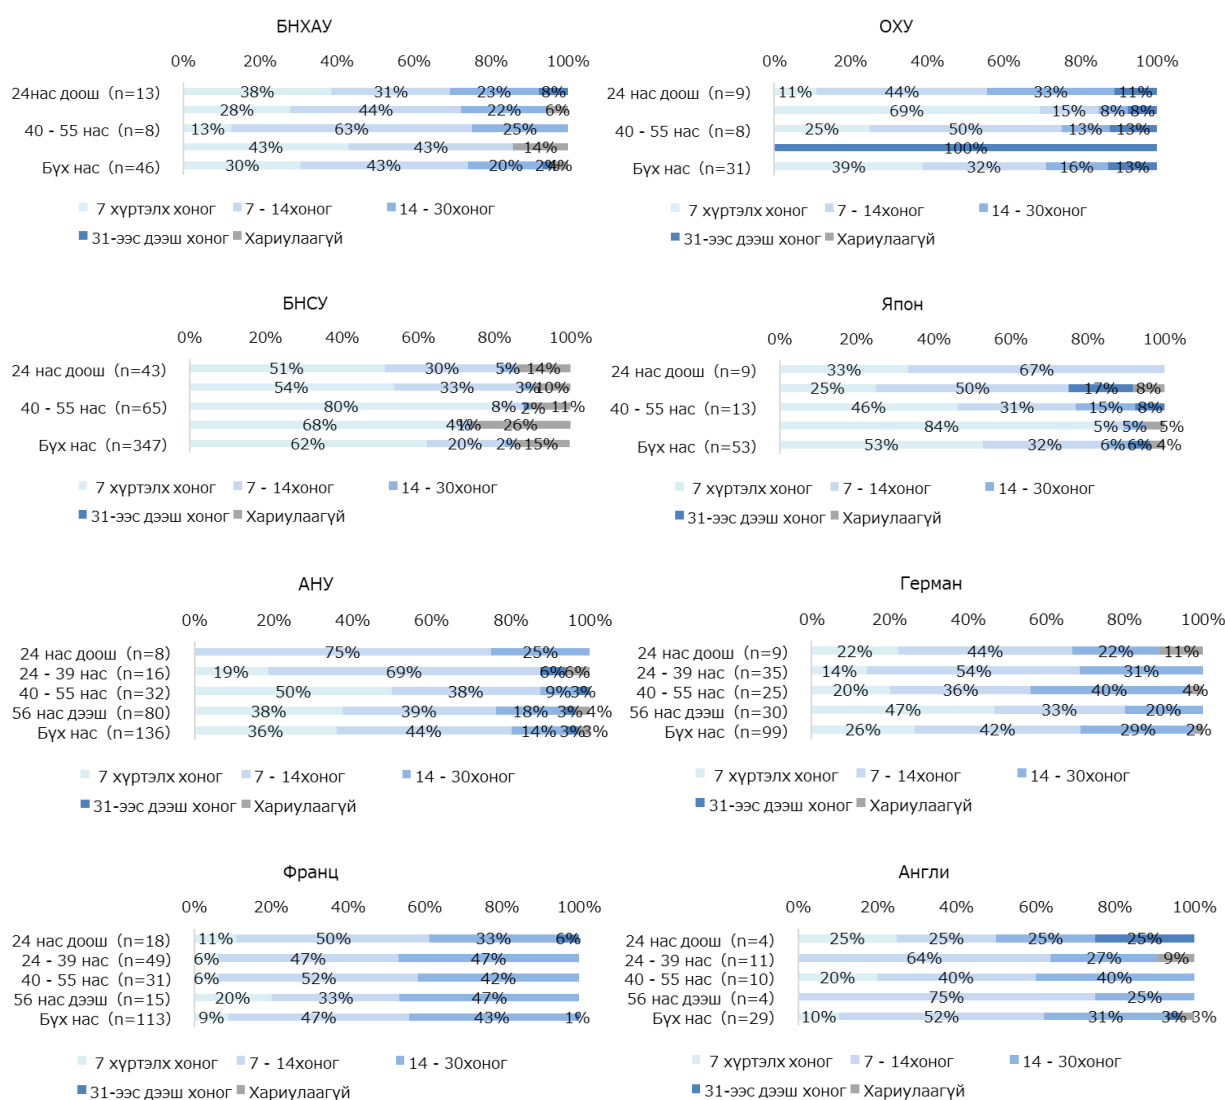 БНХАУ
0% 20% 40% 60% 80% 100%
24нас доош (n=13) 38% 31% 23% 8%
28% 44% 22% 6%
40 - 55 нас (n=8) 13% 63% 25%
43% 43% 14%
Бүх нас (n=46) 30% 43% 20% 2% 4%
7 хүртэлх хоног 7 - 14хоног 14 - 30хоног
31-ээс дээш хоног Хариулаагүй
ОХУ
0% 20% 40% 60% 80% 100%
24 нас доош (n=9) 11% 44% 33% 11%
69% 15% 8% 8%
40 - 55 нас (n=8) 25% 50% 13% 13%
100%
Бүх нас (n=31) 39% 32% 16% 13%
7 хүртэлх хоног 7 - 14хоног 14 - 30хоног
31-ээс дээш хоног Хариулаагүй
БНСУ
0% 20% 40% 60% 80% 100%
24 нас доош (n=43) 51% 30% 5% 14%
54% 33% 3% 10%
40 - 55 нас (n=65) 80% 8% 2% 11%
68% 4% 1% 26%
Бүх нас (n=347) 62% 20% 2% 15%
7 хүртэлх хоног 7 - 14хоног 14 - 30хоног
31-ээс дээш хоног Хариулаагүй
Япон
0% 20% 40% 60% 80% 100%
24 нас доош (n=9) 33% 67%
25% 50% 17% 8%
40 - 55 нас (n=13) 46% 31% 15% 8%
84% 5% 5% 5%
Бүх нас (n=53) 53% 32% 6% 6% 4%
7 хүртэлх хоног 7 - 14хоног 14 - 30хоног
31-ээс дээш хоног Хариулаагүй
АНУ
0% 20% 40% 60% 80% 100%
24 нас доош (n=8) 75% 25%
24 - 39 нас (n=16) 19% 69% 6% 6%
40 - 55 нас (n=32) 50% 38% 9% 3%
56 нас дээш (n=80) 38% 39% 18% 3% 4%
Бүх нас (n=136) 36% 44% 14% 3% 3%
7 хүртэлх хоног 7 - 14хоног 14 - 30хоног
31-ээс дээш хоног Хариулаагүй
Герман
0% 20% 40% 60% 80% 100%
24 нас доош (n=9) 22% 44% 22% 11%
24 - 39 нас (n=35) 14% 54% 31%
40 - 55 нас (n=25) 20% 36% 40% 4%
56 нас дээш (n=30) 47% 33% 20%
Бүх нас (n=99) 26% 42% 29% 2%
7 хүртэлх хоног 7 - 14хоног 14 - 30хоног
31-ээс дээш хоног Хариулаагүй
Франц
0% 20% 40% 60% 80% 100%
24 нас доош (n=18) 11% 50% 33% 6%
24 - 39 нас (n=49) 6% 47% 47%
40 - 55 нас (n=31) 6% 52% 42%
56 нас дээш (n=15) 20% 33% 47%
Бүх нас (n=113) 9% 47% 43% 1%
7 хүртэлх хоног 7 - 14хоног 14 - 30хоног
31-ээс дээш хоног Хариулаагүй
Англи
0% 20% 40% 60% 80% 100%
24 нас доош (n=4) 25% 25% 25% 25%
24 - 39 нас (n=11) 64% 27% 9%
40 - 55 нас (n=10) 20% 40% 40%
56 нас дээш (n=4) 75% 25%
Бүх нас (n=29) 10% 52% 31% 3% 3%
7 хүртэлх хоног 7 - 14хоног 14 - 30хоног
31-ээс дээш хоног Хариулаагүй